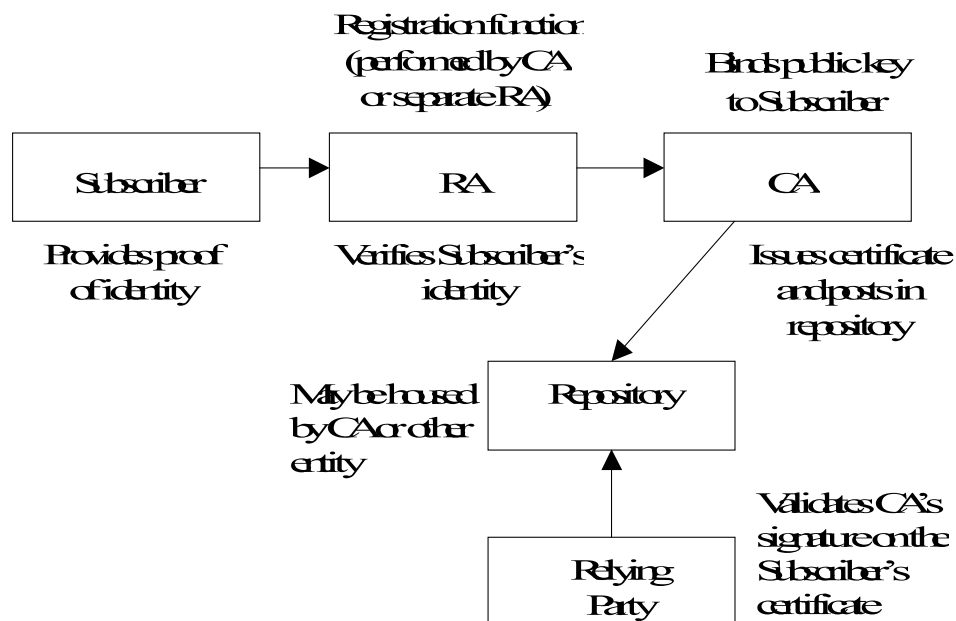 Registration function
(performed by CA
or separate RA)
Binds public key
to Subscriber
Subscriber
RA
CA
Provides proof
of identity
Verifies Subscriber's
identity
Issues certificate
and posts in
repository
May be housed
by CA or other
entity
Repository
Validates CA's
signature on the
Subscriber's
certificate
Relying
Party